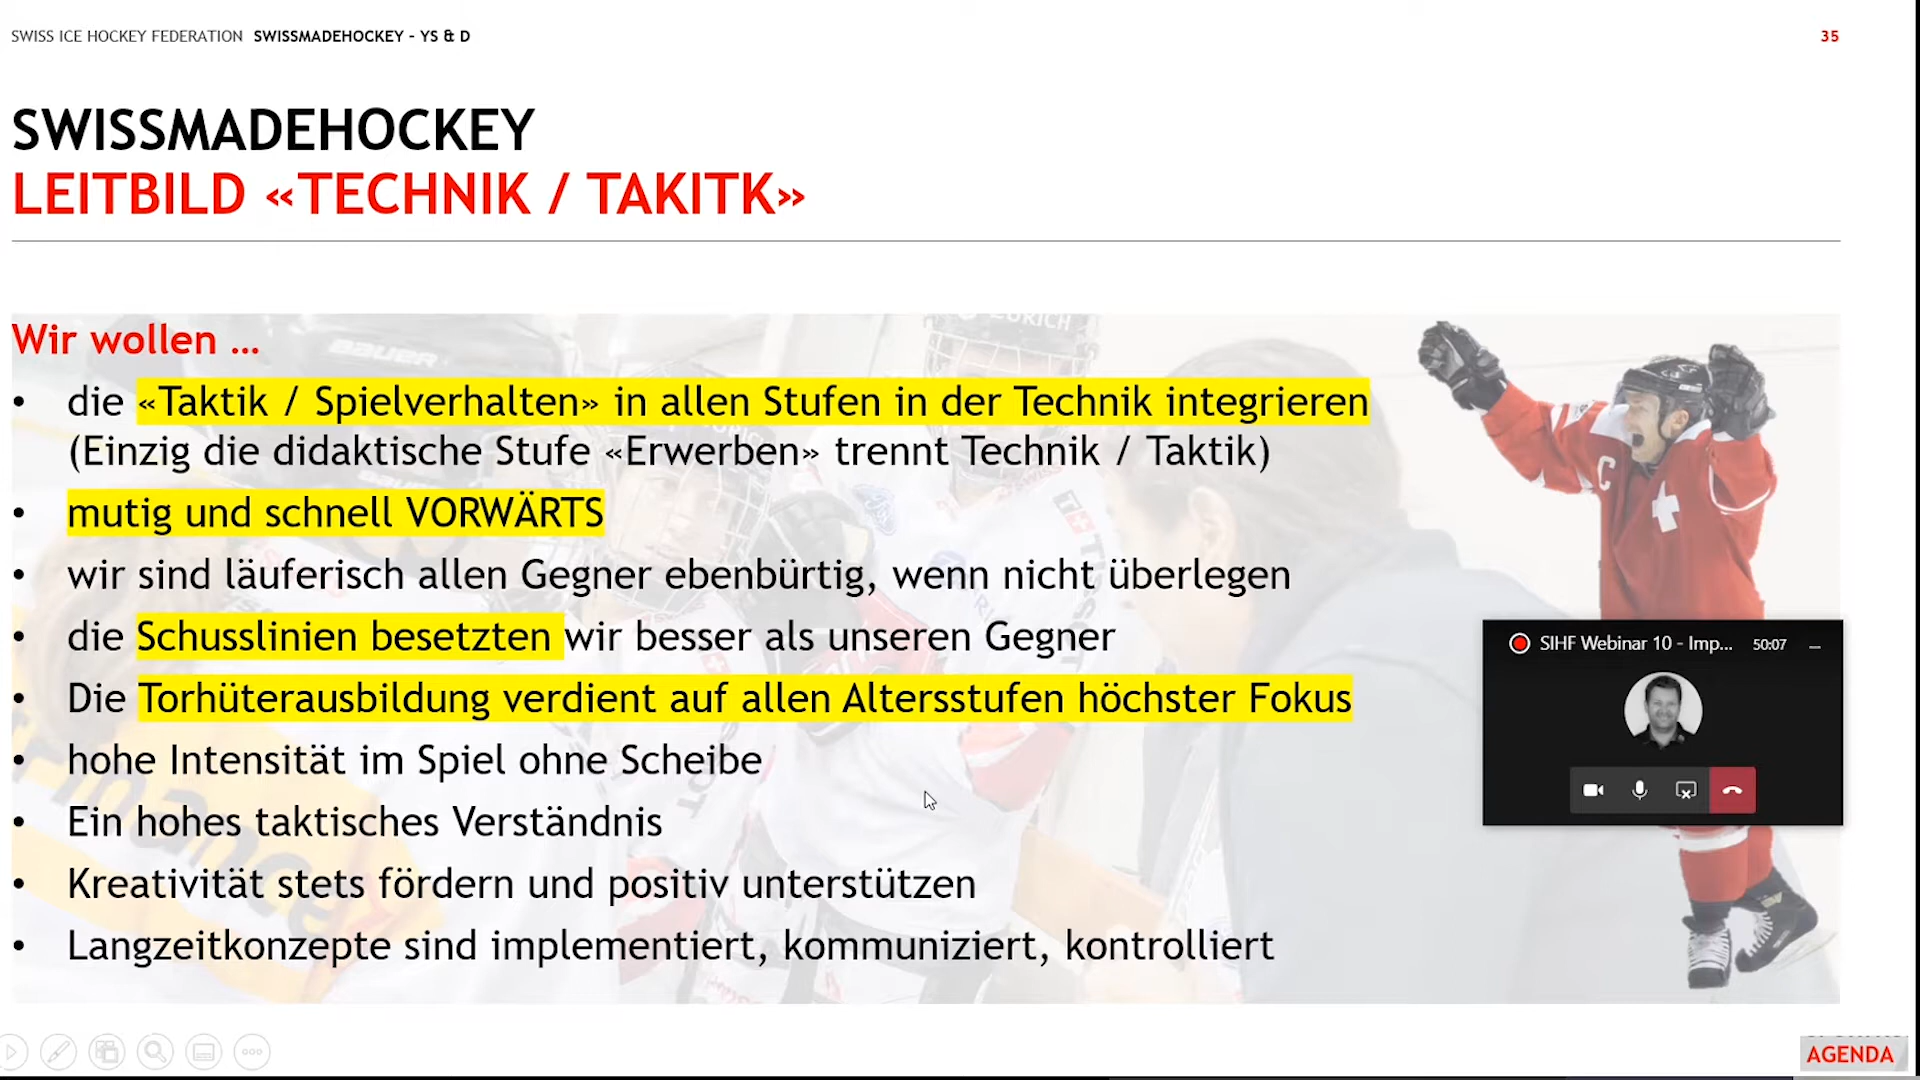 SWISS ICE HOCKEY FEDERATION SWISSMADEHOCKEY - YS & D
35
SWISSMADEHOCKEY
LEITBILD «TECHNIK / TAKITK»
Wir wollen …
• die «Taktik / Spielverhalten» in allen Stufen in der Technik integrieren
(Einzig die didaktische Stufe «Erwerben» trennt Technik / Taktik)
• mutig und schnell VORWÄRTS
• wir sind läuferisch allen Gegner ebenbürtig, wenn nicht überlegen
• die Schusslinien besetzten wir besser als unseren Gegner
• Die Torhüterausbildung verdient auf allen Altersstufen höchster Fokus
• hohe Intensität im Spiel ohne Scheibe
• Ein hohes taktisches Verständnis
• Kreativität stets fördern und positiv unterstützen
• Langzeitkonzepte sind implementiert, kommuniziert, kontrolliert
SIHF Webinar 10 - Imp... 50:07
BAUER
ZURICH
C
AGENDA